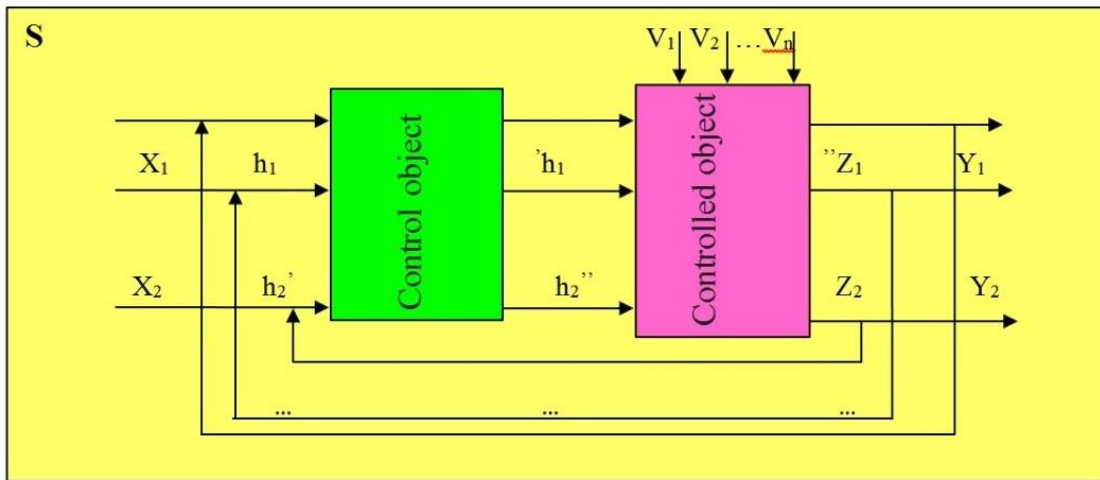 S
V₁ V₂ ...Vₙ
X₁ h₁ 'h₁ ''Z₁ Y₁
Control object
Controlled object
X₂ h₂' h₂'' Z₂ Y₂
... ... ...